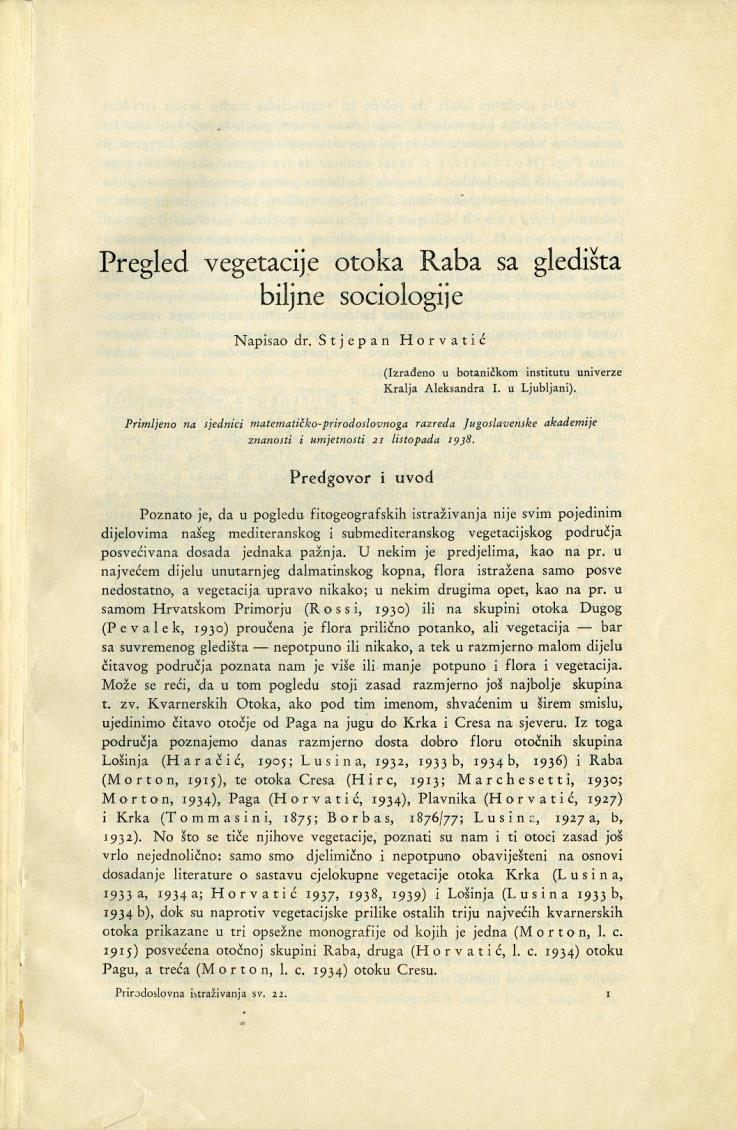 Pregled vegetacije otoka Raba sa gledišta
biljne sociologije
Napisao dr. Stjepan Horvatić
(Izrađeno u botaničkom institutu univerze
Kralja Aleksandra I. u Ljubljani).
Primljeno na sjednici matematičko-prirodoslovnoga razreda Jugoslavenske akademije
znanosti i umjetnosti 21 listopada 1938.
Predgovor i uvod
Poznato je, da u pogledu fitogeografskih istraživanja nije svim pojedinim
dijelovima našeg mediteranskog i submediteranskog vegetacijskog područja
posvećivana dosada jednaka pažnja. U nekim je predjelima, kao na pr. u
najvećem dijelu unutarnjeg dalmatinskog kopna, flora istražena samo posve
nedostatno, a vegetacija upravo nikako; u nekim drugima opet, kao na pr. u
samom Hrvatskom Primorju (Rossi, 1930) ili na skupini otoka Dugog
(Pevalek, 1930) proučena je flora prilično potanko, ali vegetacija — bar
sa suvremenog gledišta — nepotpuno ili nikako, a tek u razmjerno malom dijelu
čitavog područja poznata nam je više ili manje potpuno i flora i vegetacija.
Može se reći, da u tom pogledu stoji zasad razmjerno još najbolje skupina
t. zv. Kvarnerskih Otoka, ako pod tim imenom, shvaćenim u širem smislu,
ujedinimo čitavo otočje od Paga na jugu do Krka i Cresa na sjeveru. Iz toga
područja poznajemo danas razmjerno dosta dobro floru otočnih skupina
Lošinja (Haračić, 1905; Lusina, 1932, 1933 b, 1934 b, 1936) i Raba
(Morton, 1915), te otoka Cresa (Hirc, 1913; Marchesetti, 1930;
Morton, 1934), Paga (Horvatić, 1934), Plavnika (Horvatić, 1927)
i Krka (Tommasini, 1875; Borbas, 1876/77; Lusina, 1927 a, b,
1932). No što se tiče njihove vegetacije, poznati su nam i ti otoci zasad još
vrlo nejednolično: samo smo djelimično i nepotpuno obaviješteni na osnovi
dosadanje literature o sastavu cjelokupne vegetacije otoka Krka (Lusina,
1933 a, 1934 a; Horvatić 1937, 1938, 1939) i Lošinja (Lusina 1933 b,
1934 b), dok su naprotiv vegetacijske prilike ostalih triju najvećih kvarnerskih
otoka prikazane u tri opsežne monografije od kojih je jedna (Morton, l. c.
1915) posvećena otočnoj skupini Raba, druga (Horvatić, l. c. 1934) otoku
Pagu, a treća (Morton, l. c. 1934) otoku Cresu.
Prirodoslovna istraživanja sv. 22. 1